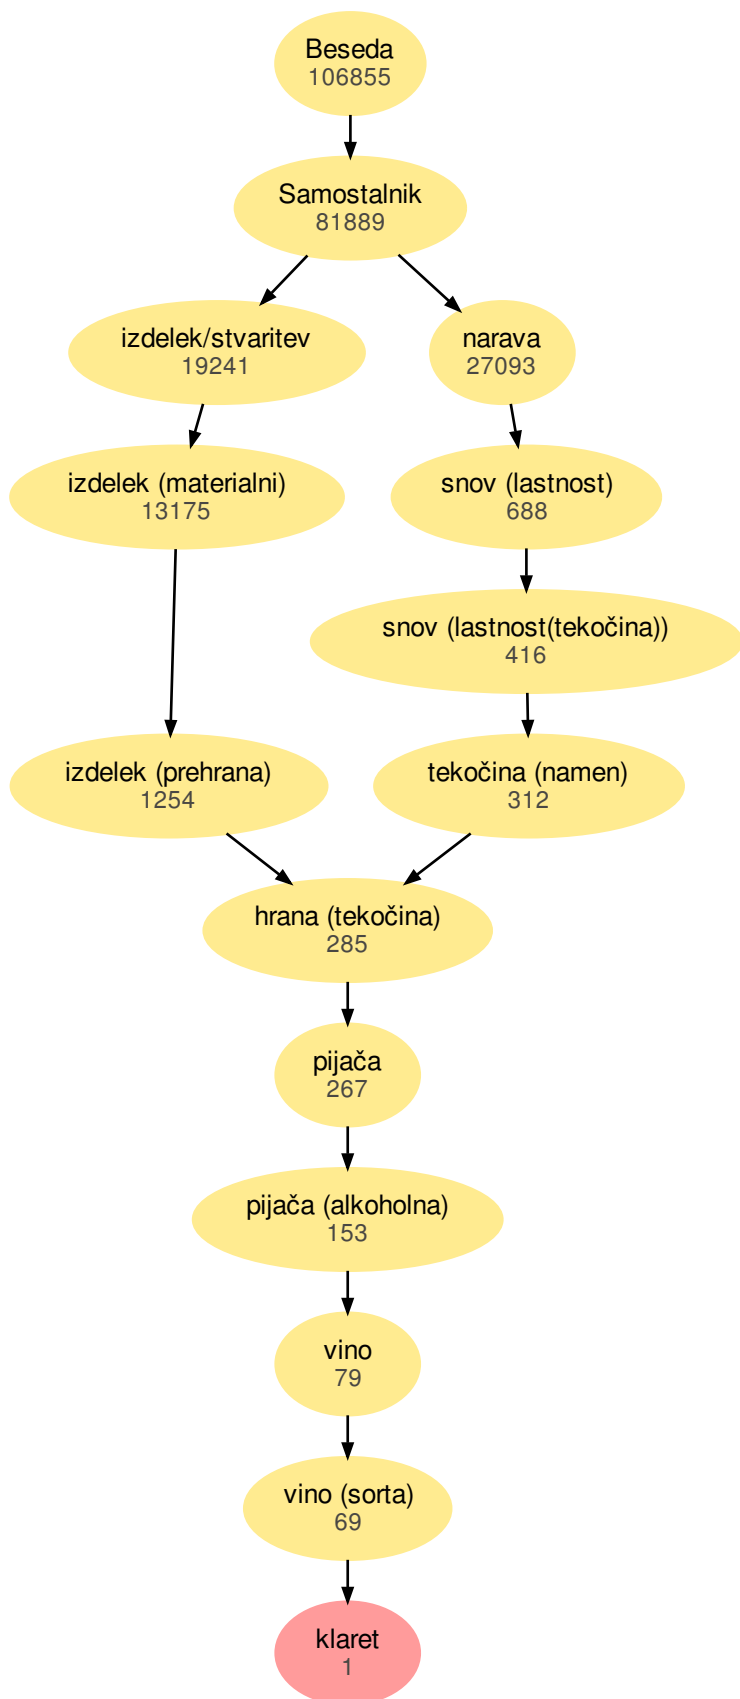 Beseda
106855
Samostalnik
81889
izdelek/stvaritev
19241
narava
27093
izdelek (materialni)
13175
snov (lastnost)
688
snov (lastnost(tekočina))
416
izdelek (prehrana)
1254
tekočina (namen)
312
hrana (tekočina)
285
pijača
267
pijača (alkoholna)
153
vino
79
vino (sorta)
69
klaret
1